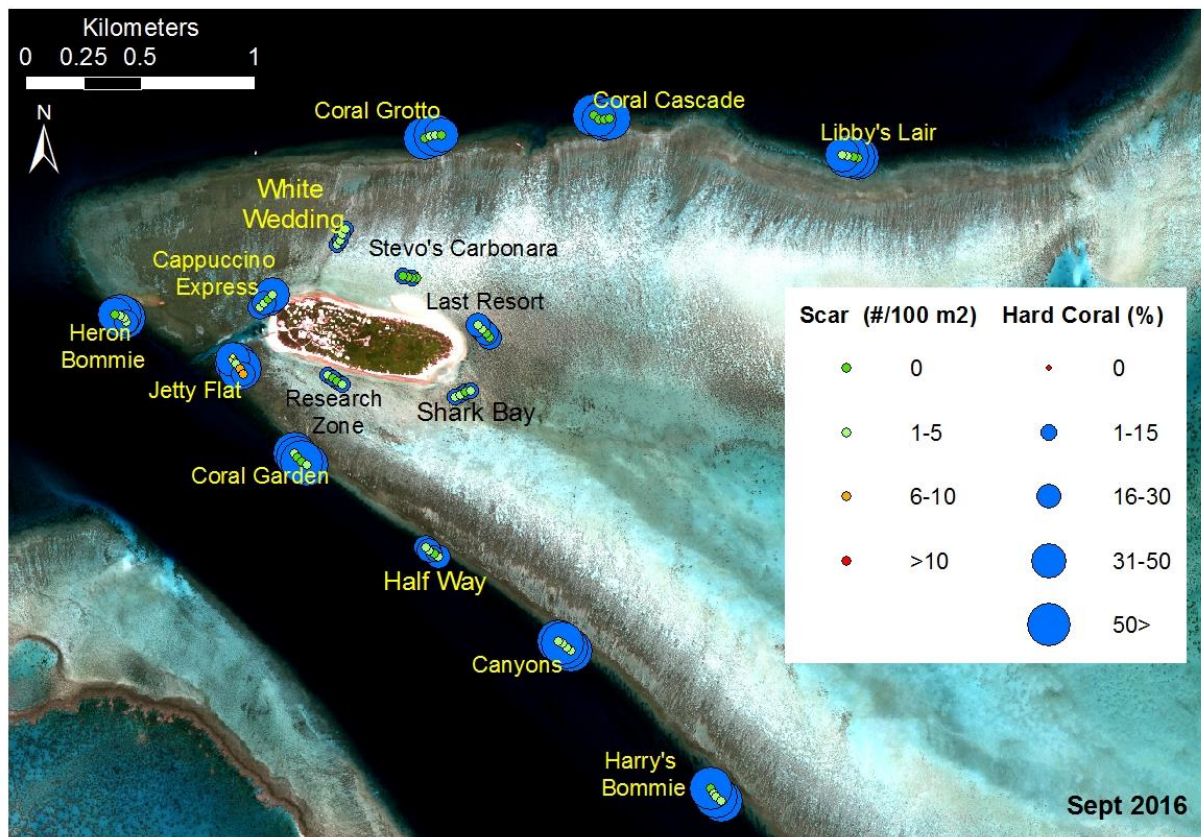 Kilometers
0 0.25 0.5 1
N
Coral Grotto
Coral Cascade
Libby's Lair
White
Wedding
Stevo's Carbonara
Cappuccino
Express
Last Resort
Heron
Bommie
Jetty Flat
Research
Zone
Shark Bay
Coral Garden
Half Way
Canyons
Harry's
Bommie
Scar (#/100 m2) Hard Coral (%)
0 0
1-5 1-15
6-10 16-30
>10 31-50
50>
Sept 2016